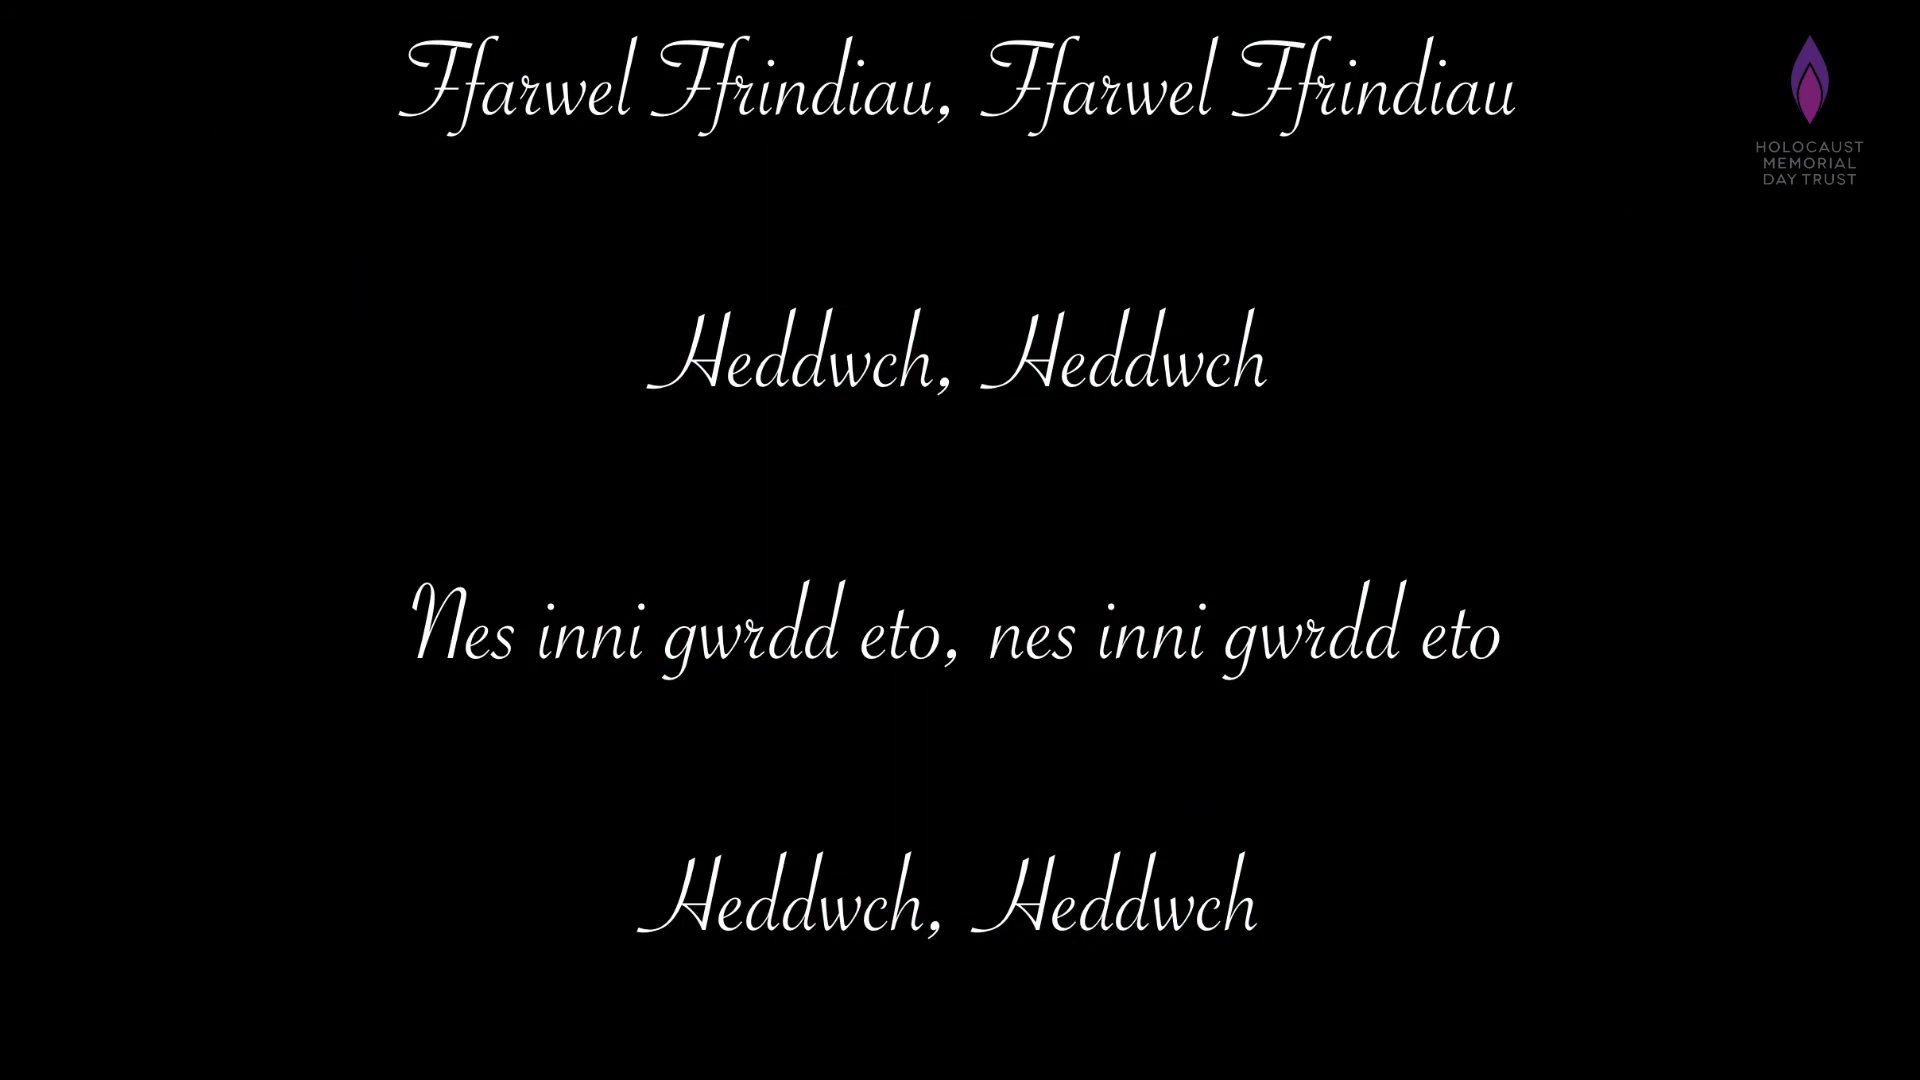 Ffarwel Ffrindiau, Ffarwel Ffrindiau
HOLOCAUST
MEMORIAL
DAY TRUST
Heddwch, Heddwch
Nes inni gwrdd eto, nes inni gwrdd eto
Heddwch, Heddwch